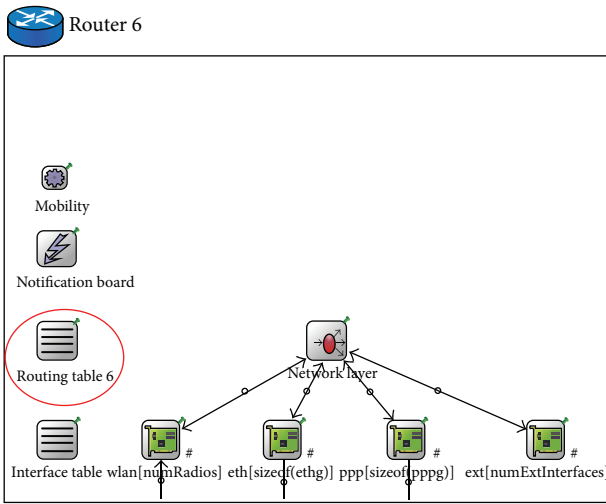 Router 6
Mobility
Notification board
Routing table 6
Network layer
# # # #
Interface table wlan[numRadios] eth[sizeof(ethg)] ppp[sizeof(pppg)] ext[numExtInterfaces]